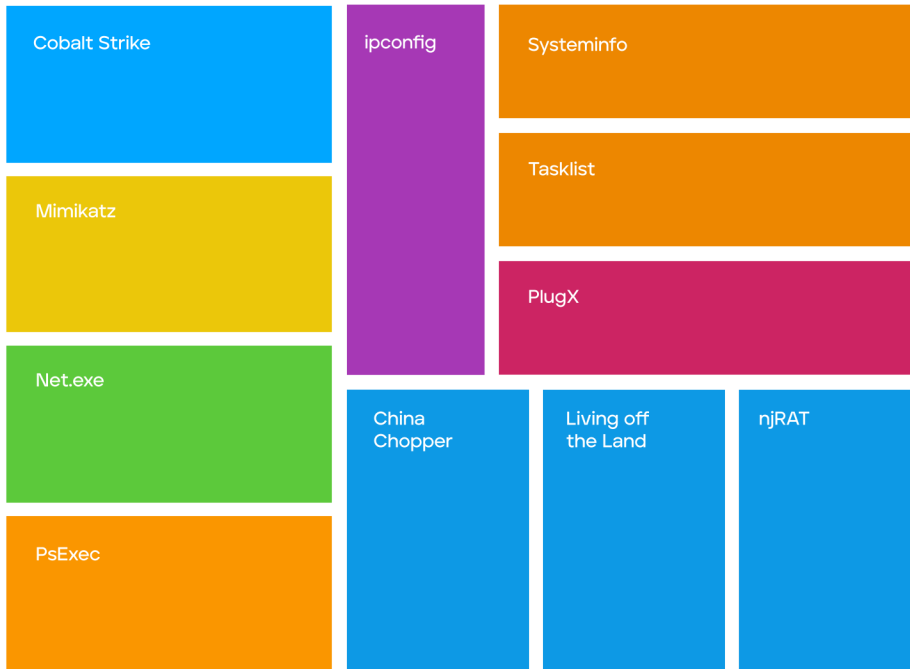 Cobalt Strike
Mimikatz
Net.exe
PsExec
ipconfig
Systeminfo
Tasklist
PlugX
China
Chopper
Living off
the Land
njRAT